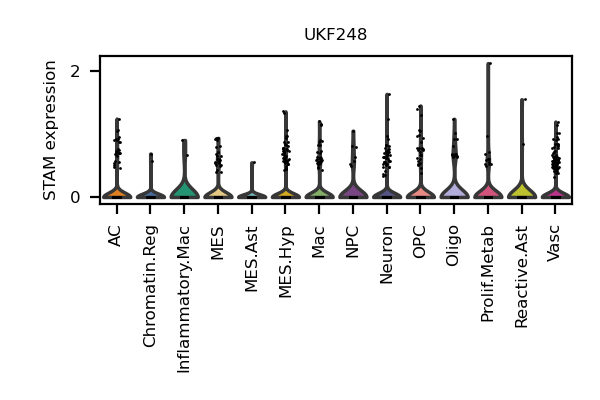 UKF248
STAM expression
2
0
AC
Chromatin.Reg
Inflammatory.Mac
MES
MES.Ast
MES.Hyp
Mac
NPC
Neuron
OPC
Oligo
Prolif.Metab
Reactive.Ast
Vasc